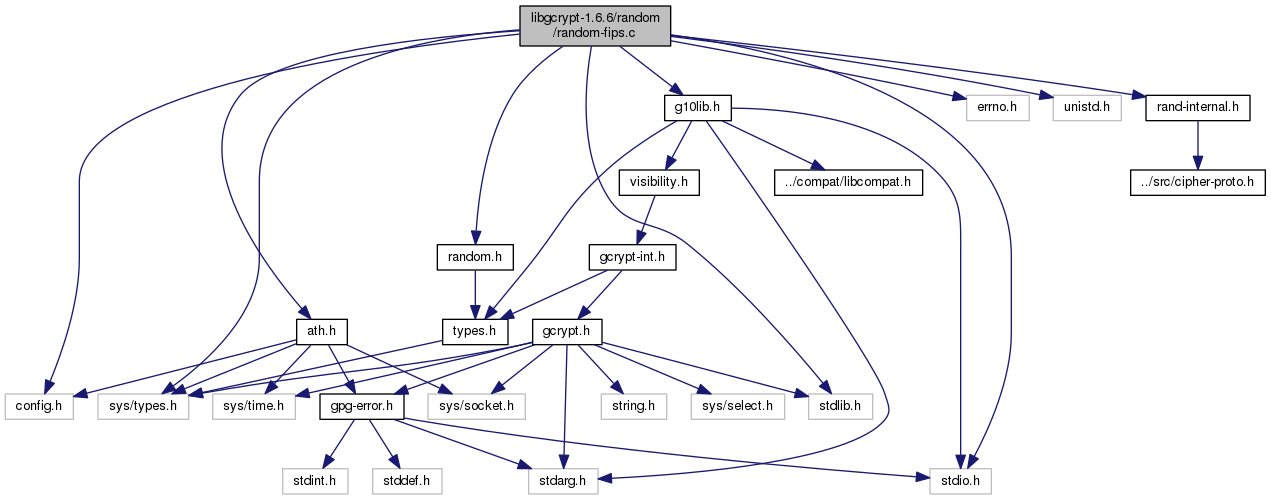 libgcrypt-1.6.6/random
/random-fips.c
g10lib.h
errno.h
unistd.h
rand-internal.h
visibility.h
../compat/libcompat.h
../src/cipher-proto.h
random.h
gcrypt-int.h
ath.h
types.h
gcrypt.h
config.h
sys/types.h
sys/time.h
gpg-error.h
sys/socket.h
string.h
sys/select.h
stdlib.h
stdint.h
stddef.h
stdarg.h
stdio.h